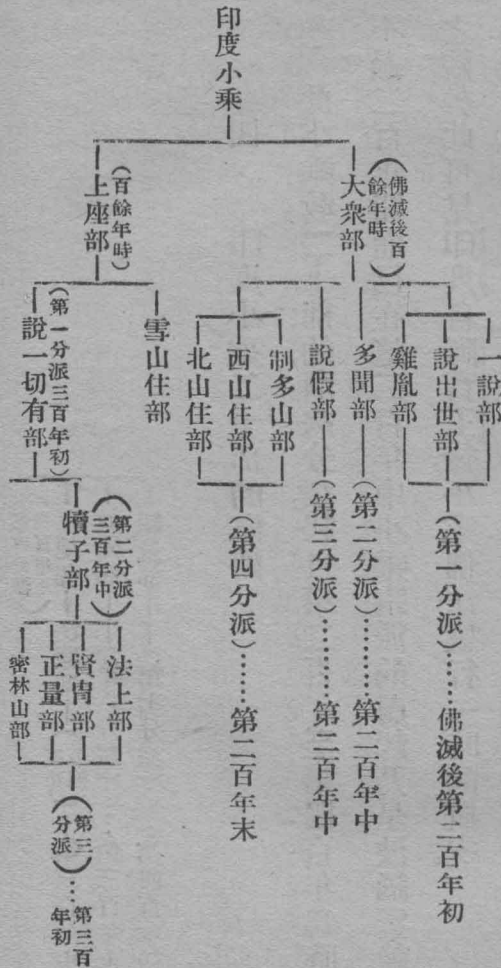 印度小乘
大衆部
(佛滅後百
餘年時)
一說部
說出世部
雞胤部
(第一分派)……佛滅後第二百年初
多聞部
(第二分派)………第二百年中
說假部
(第三分派)………第二百年中
制多山部
西山住部
北山住部
(第四分派)……第二百年末
上座部
(百餘年時)
雪山住部
說一切有部
(第一分派三百年初)
犢子部
(第二分派
三百年中)
法上部
賢胄部
正量部
密林山部
(第三
分派)
…第三百
年初